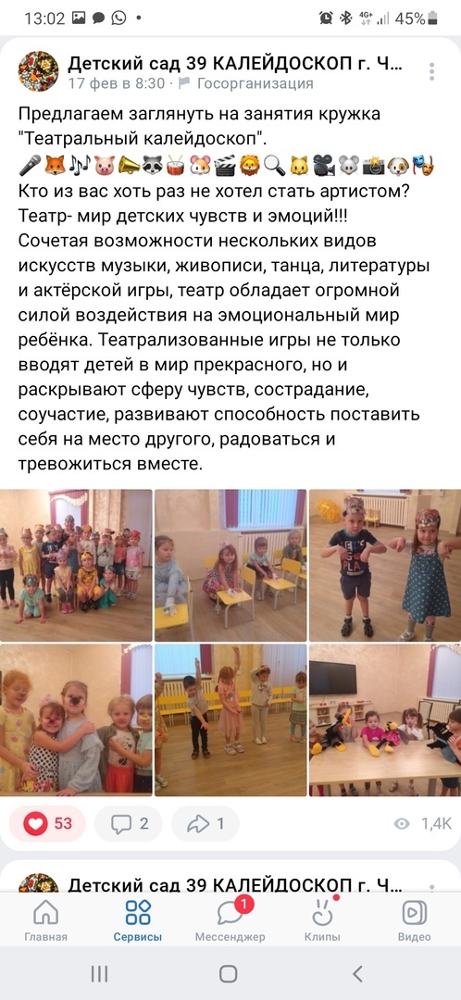 13:02
4G+
45%
Детский сад 39 КАЛЕЙДОСКОП г. Ч...
17 фев в 8:30 · Госорганизация
Предлагаем заглянуть на занятия кружка
"Театральный калейдоскоп".
🎤🦊🎶🐷📣🦝🥁🐹🎬🦁🔍🐱🎥🐭📸🐶🎭
Кто из вас хоть раз не хотел стать артистом?
Театр- мир детских чувств и эмоций!!!
Сочетая возможности нескольких видов
искусств музыки, живописи, танца, литературы
и актёрской игры, театр обладает огромной
силой воздействия на эмоциональный мир
ребёнка. Театрализованные игры не только
вводят детей в мир прекрасного, но и
раскрывают сферу чувств, сострадание,
соучастие, развивают способность поставить
себя на место другого, радоваться и
тревожиться вместе.
53
2
1
1,4K
Детский сад 39 КАЛЕЙДОСКОП г. Ч...
1
Главная
Сервисы
Мессенджер
Клипы
Видео